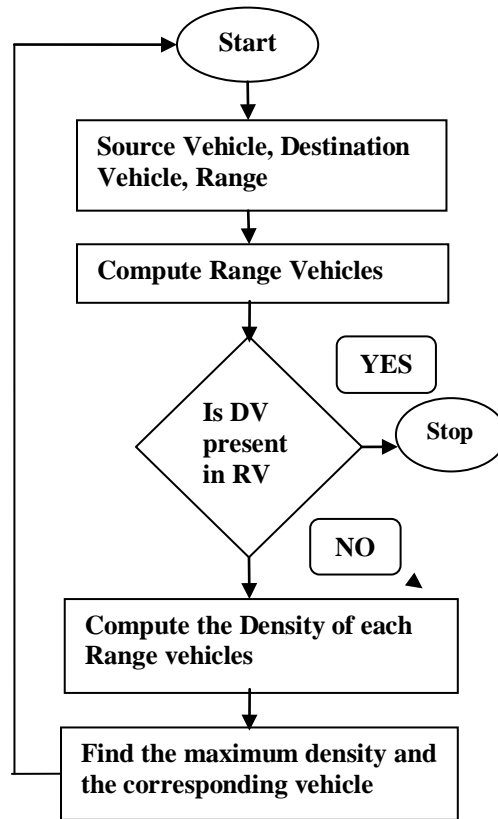 Start
Source Vehicle, Destination
Vehicle, Range
Compute Range Vehicles
YES
Is DV
present
in RV
Stop
NO
Compute the Density of each
Range vehicles
Find the maximum density and
the corresponding vehicle